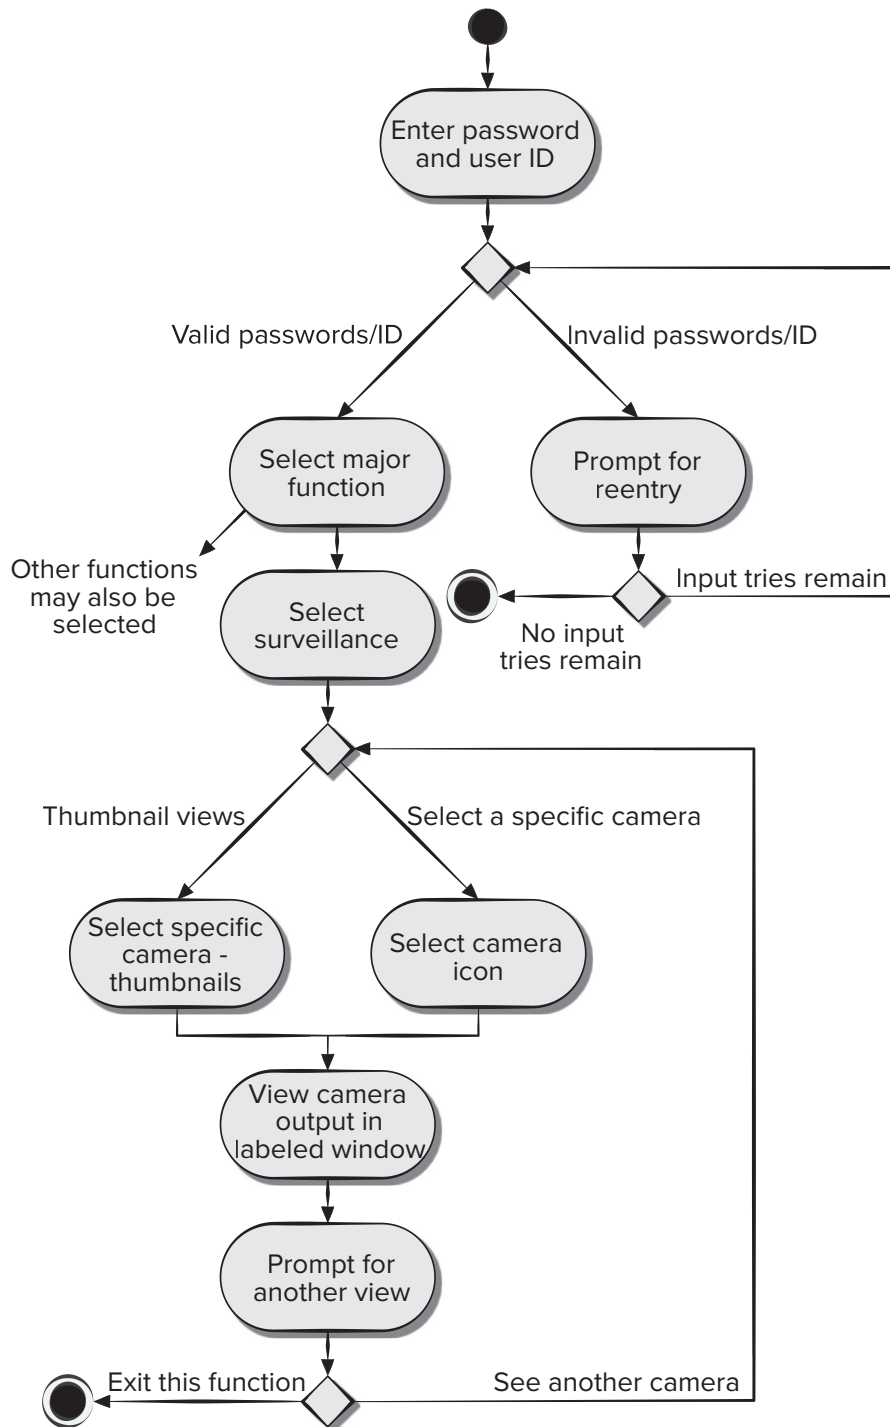 Enter password
and user ID
Valid passwords/ID
Invalid passwords/ID
Select major
function
Prompt for
reentry
Other functions
may also be
selected
Select
surveillance
Input tries remain
No input
tries remain
Thumbnail views
Select a specific camera
Select specific
camera -
thumbnails
Select camera
icon
View camera
output in
labeled window
Prompt for
another view
Exit this function
See another camera